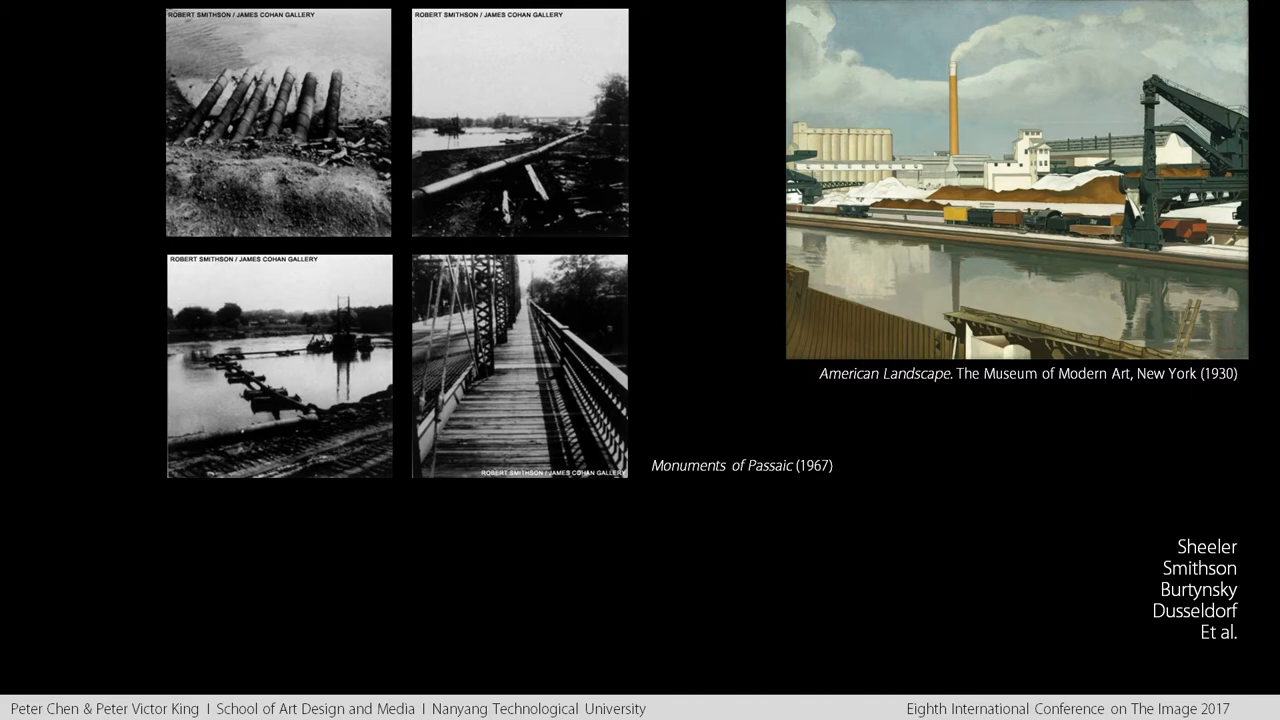 ROBERT SMITHSON / JAMES COHAN GALLERY
ROBERT SMITHSON / JAMES COHAN GALLERY
ROBERT SMITHSON / JAMES COHAN GALLERY
ROBERT SMITHSON / JAMES COHAN GALLERY
American Landscape. The Museum of Modern Art, New York (1930)
Monuments of Passaic (1967)
Sheeler
Smithson
Burtynsky
Dusseldorf
Et al.
Peter Chen & Peter Victor King I School of Art Design and Media I Nanyang Technological University
Eighth International Conference on The Image 2017